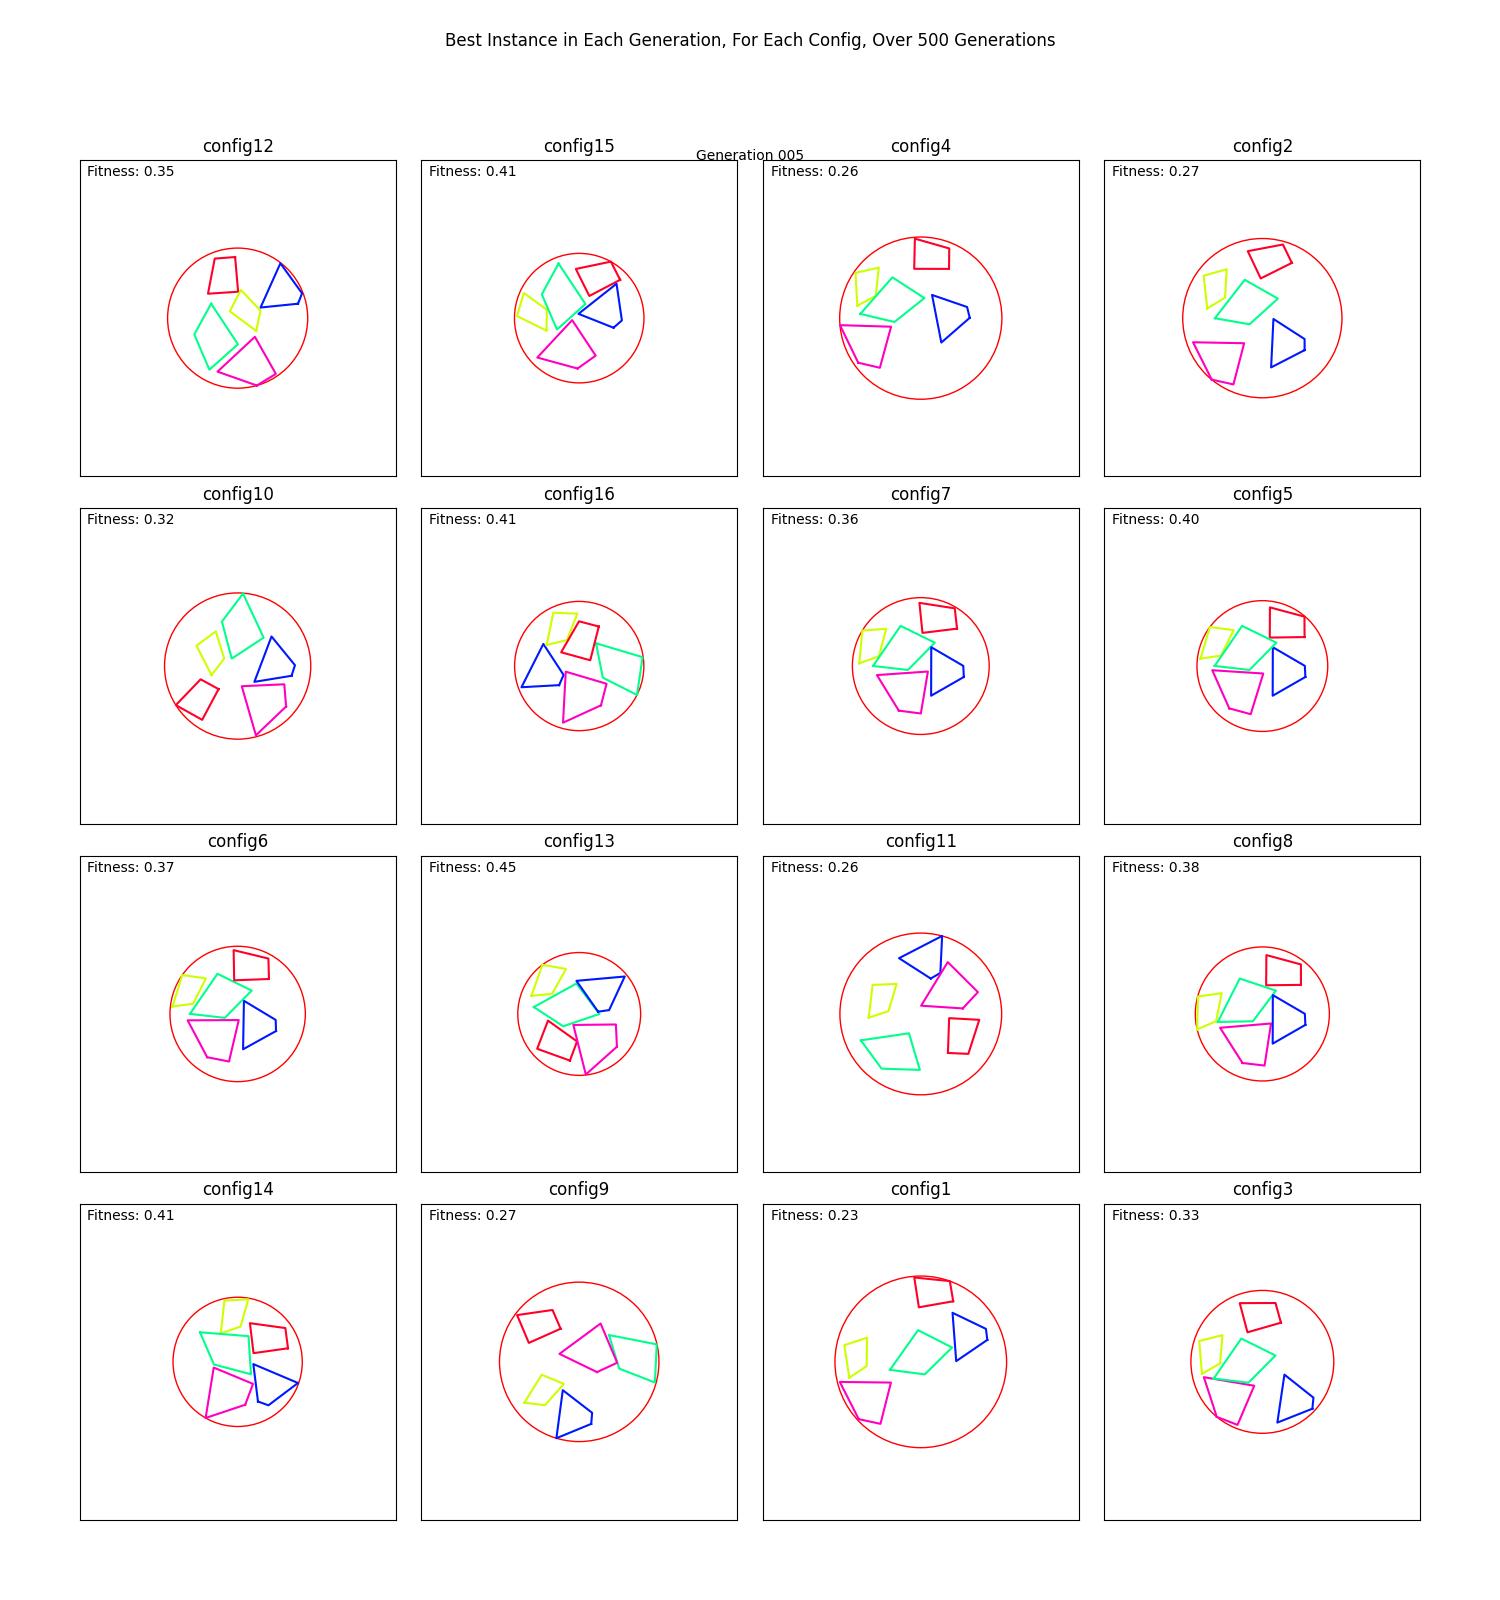 Best Instance in Each Generation, For Each Config, Over 500 Generations
Generation 005
config12
Fitness: 0.35
config15
Fitness: 0.41
config4
Fitness: 0.26
config2
Fitness: 0.27
config10
Fitness: 0.32
config16
Fitness: 0.41
config7
Fitness: 0.36
config5
Fitness: 0.40
config6
Fitness: 0.37
config13
Fitness: 0.45
config11
Fitness: 0.26
config8
Fitness: 0.38
config14
Fitness: 0.41
config9
Fitness: 0.27
config1
Fitness: 0.23
config3
Fitness: 0.33